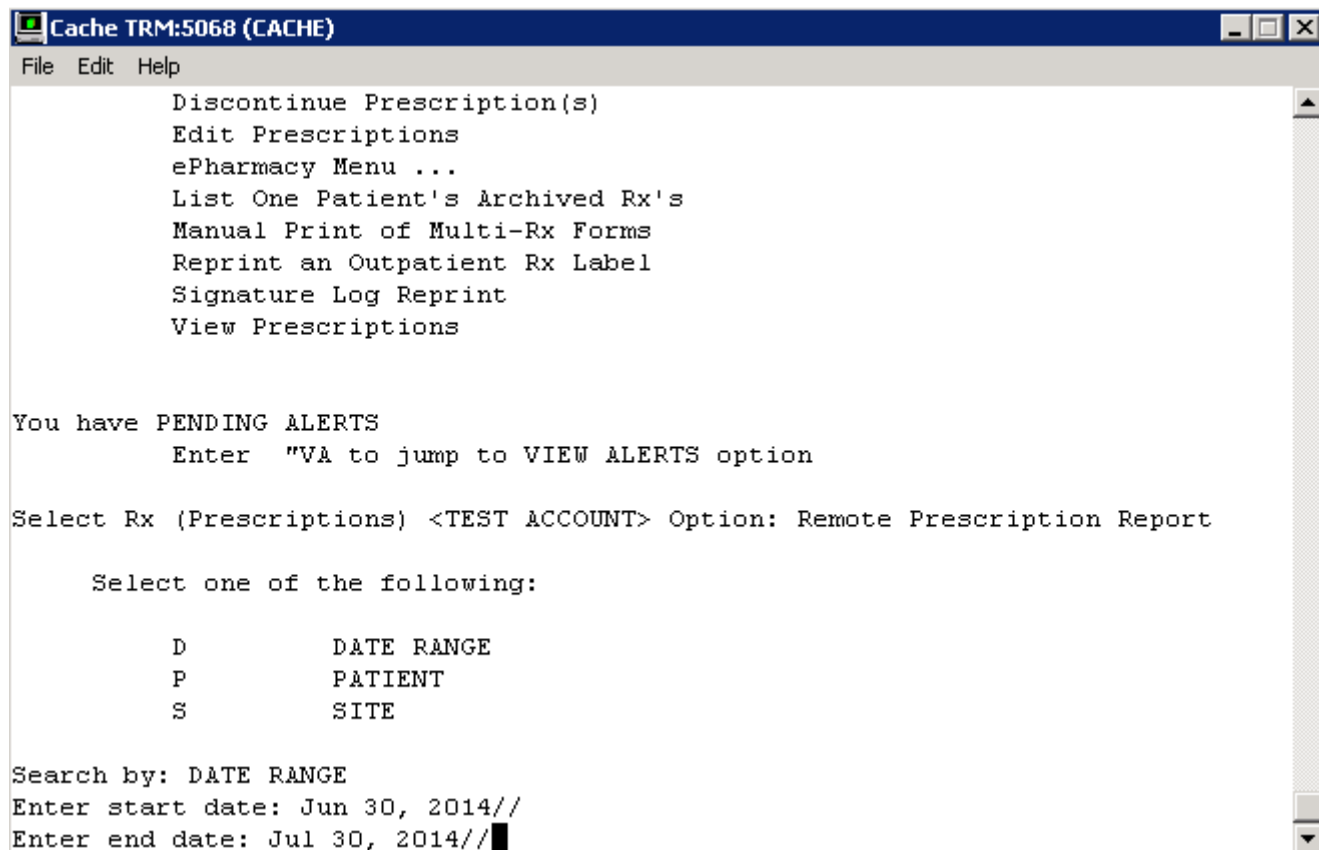 Cache TRM:5068 (CACHE)
File Edit Help
Discontinue Prescription(s)
Edit Prescriptions
ePharmacy Menu ...
List One Patient's Archived Rx's
Manual Print of Multi-Rx Forms
Reprint an Outpatient Rx Label
Signature Log Reprint
View Prescriptions
You have PENDING ALERTS
Enter "VA to jump to VIEW ALERTS option
Select Rx (Prescriptions) <TEST ACCOUNT> Option: Remote Prescription Report
Select one of the following:
D DATE RANGE
P PATIENT
S SITE
Search by: DATE RANGE
Enter start date: Jun 30, 2014//
Enter end date: Jul 30, 2014//